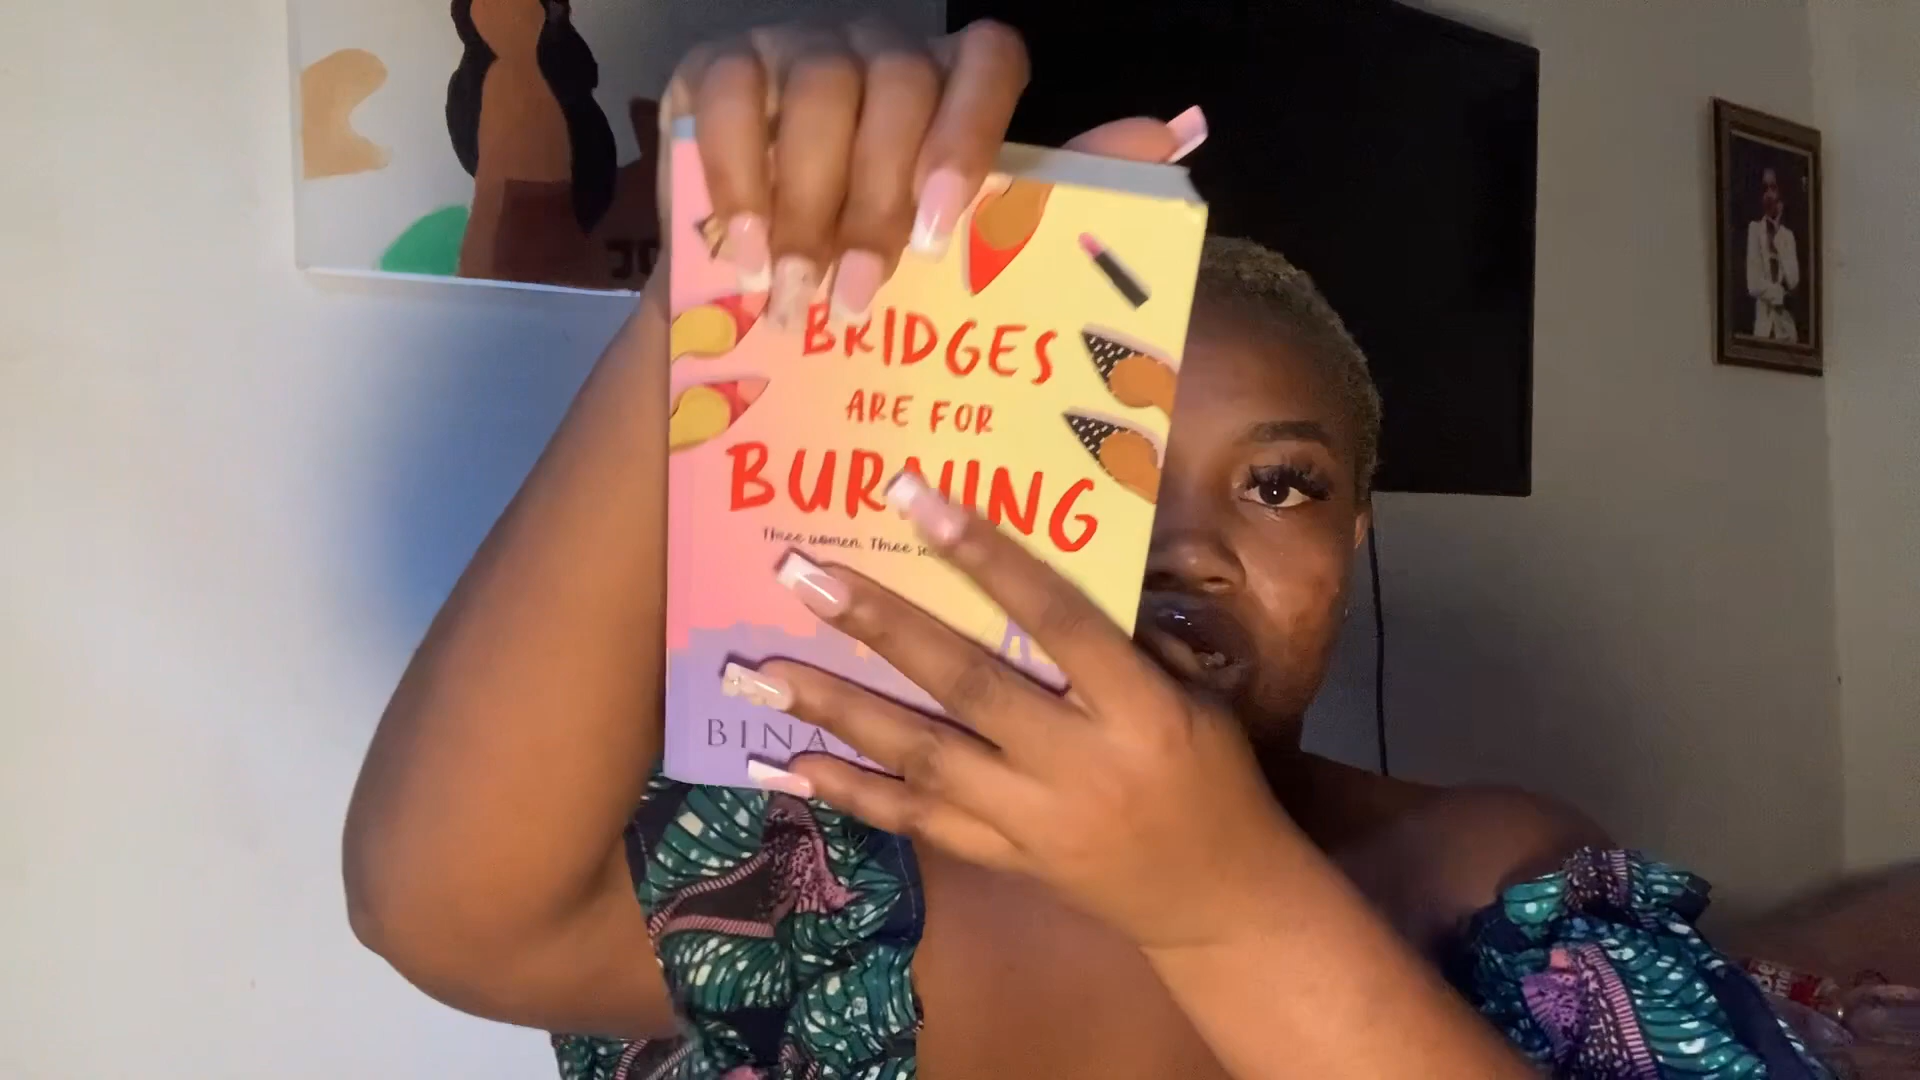 BRIDGES
ARE FOR
BURNING
Three women. Three
BINA